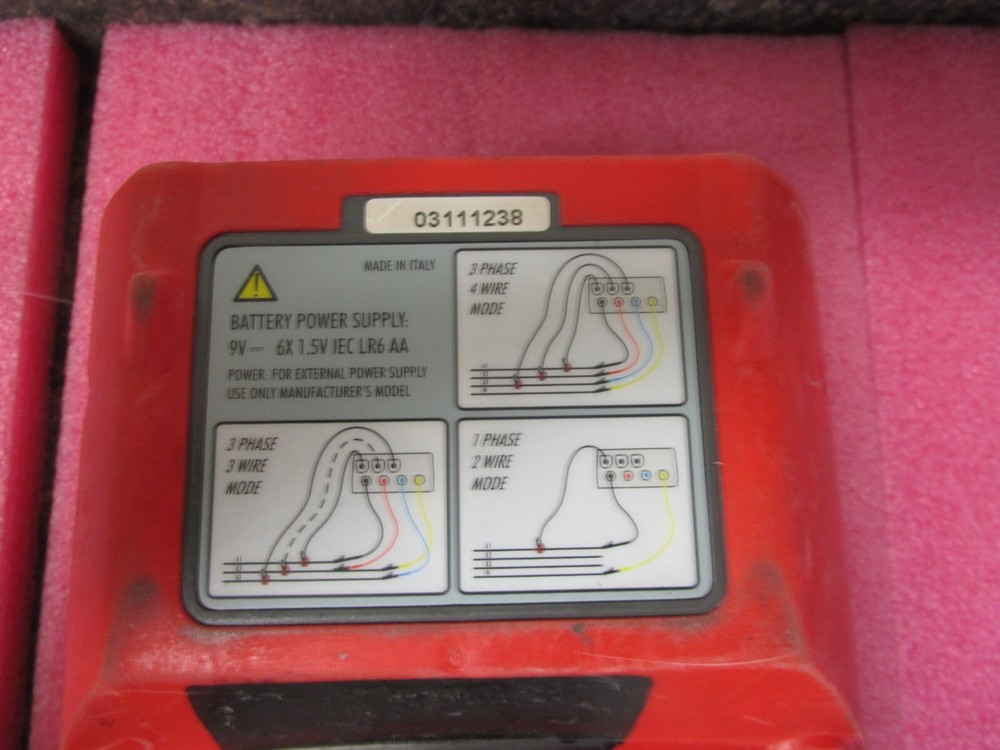 03111238
MADE IN ITALY
BATTERY POWER SUPPLY:
9V 6X 1.5V IEC LR6 AA
POWER: FOR EXTERNAL POWER SUPPLY
USE ONLY MANUFACTURER'S MODEL
3 PHASE
4 WIRE
MODE
3 PHASE
3 WIRE
MODE
1 PHASE
2 WIRE
MODE